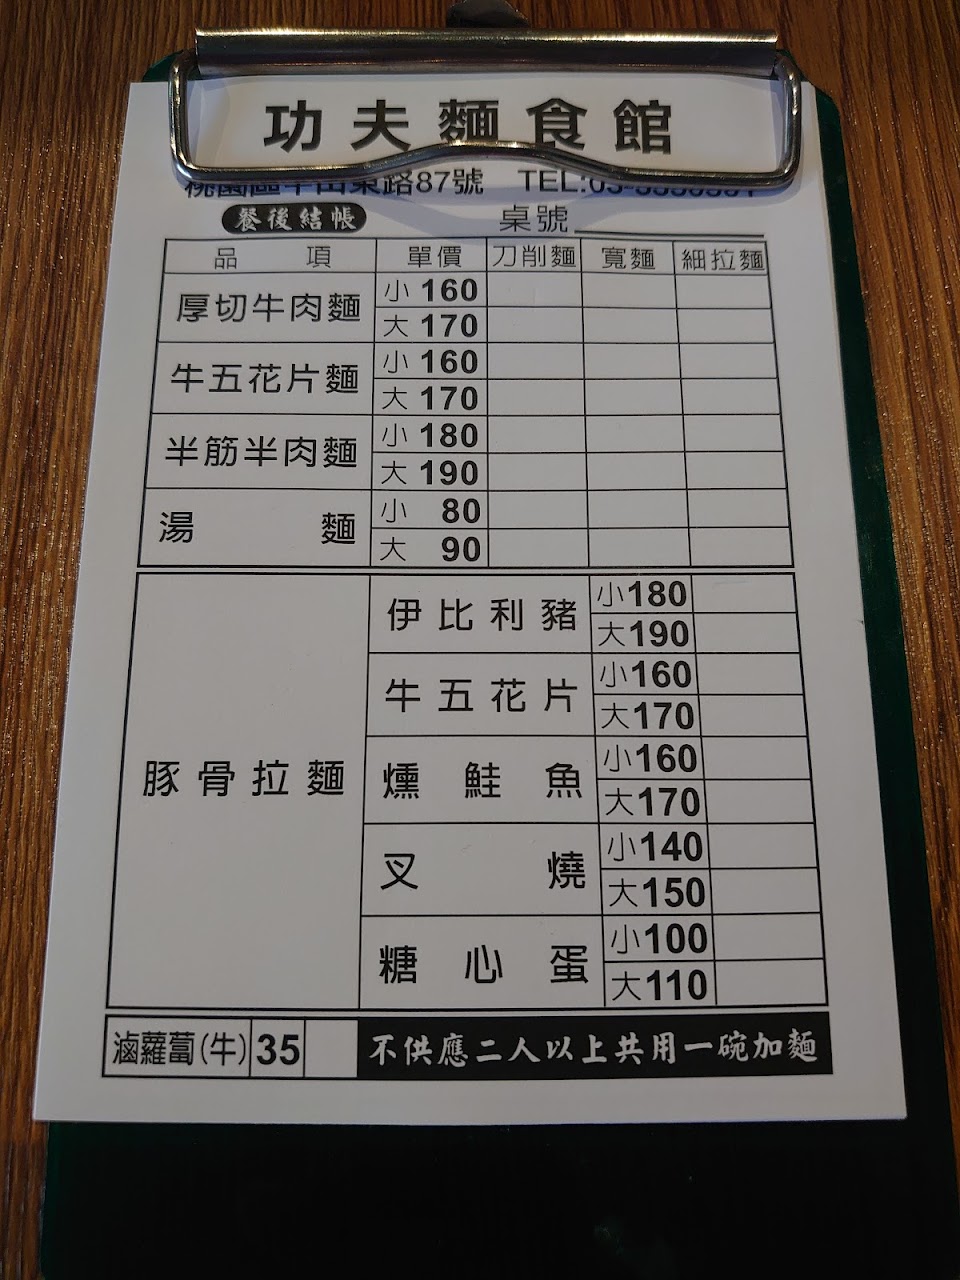 功夫麵食館
路87號 TEL:03-
餐後結帳 桌號
品項 單價 刀削麵 寬麵 細拉麵
厚切牛肉麵 小 160
大 170
牛五花片麵 小 160
大 170
半筋半肉麵 小 180
大 190
湯麵 小 80
大 90
豚骨拉麵
伊比利豬 小180
大190
牛五花片 小160
大170
燻鮭魚 小160
大170
叉燒 小140
大150
糖心蛋 小100
大110
滷蘿蔔(牛) 35 不供應二人以上共用一碗加麵